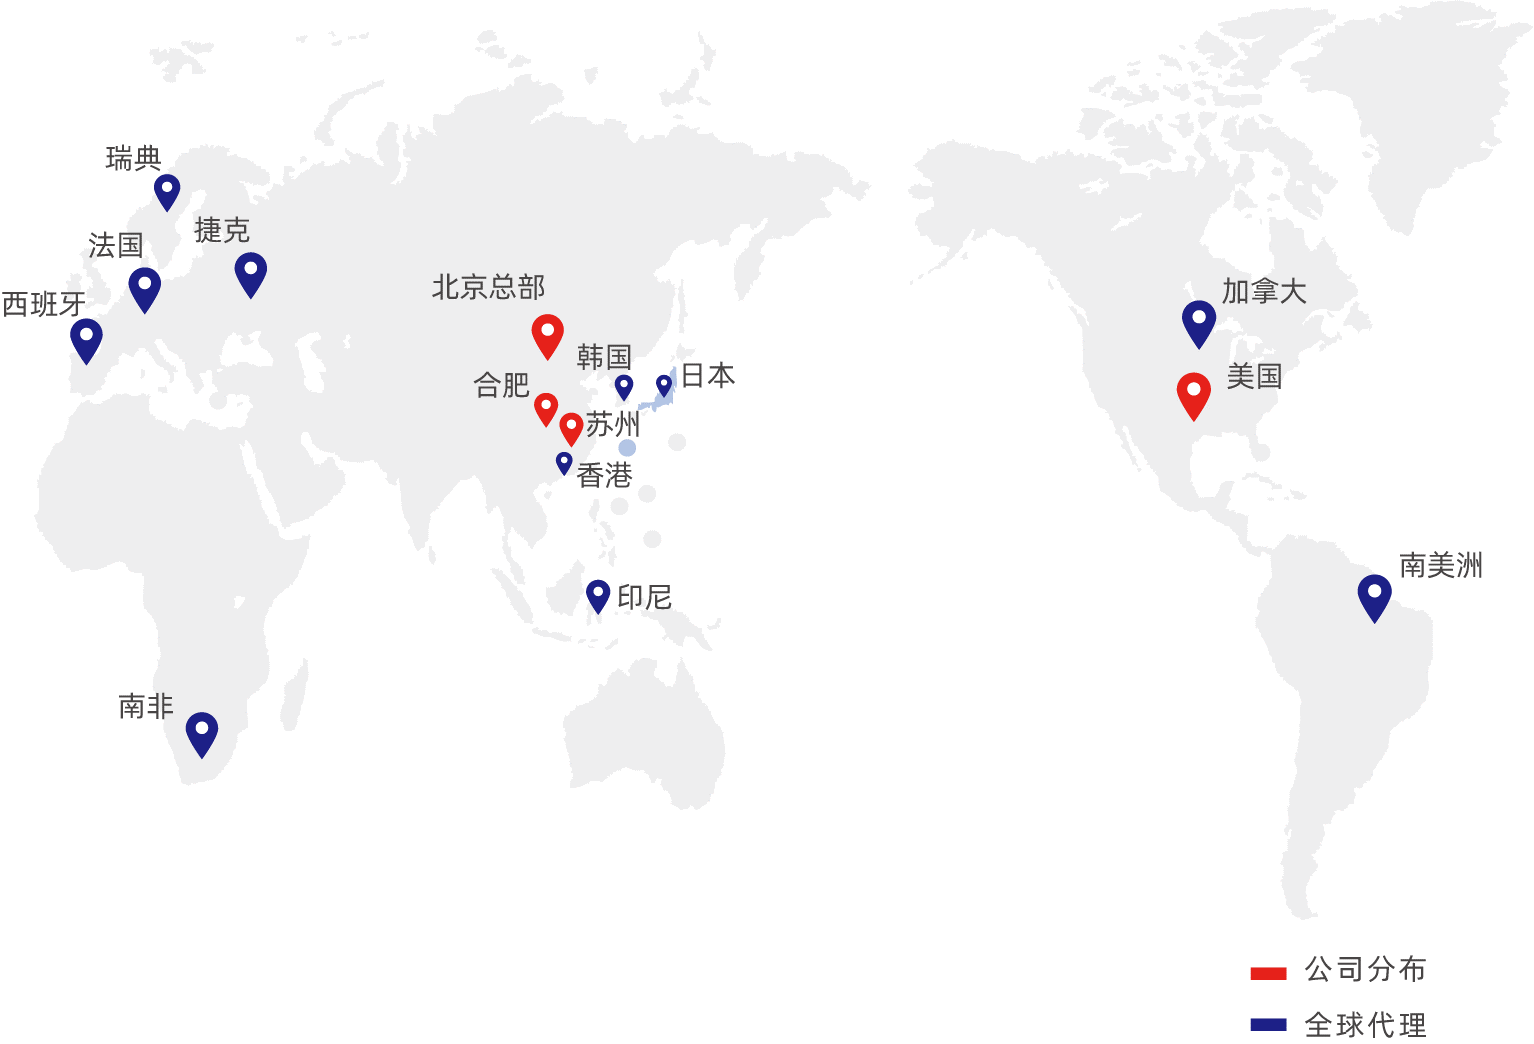 瑞典
捷克
法国
西班牙
北京总部
加拿大
韩国
日本
美国
合肥
苏州
香港
南美洲
印尼
南非
公司分布
全球代理